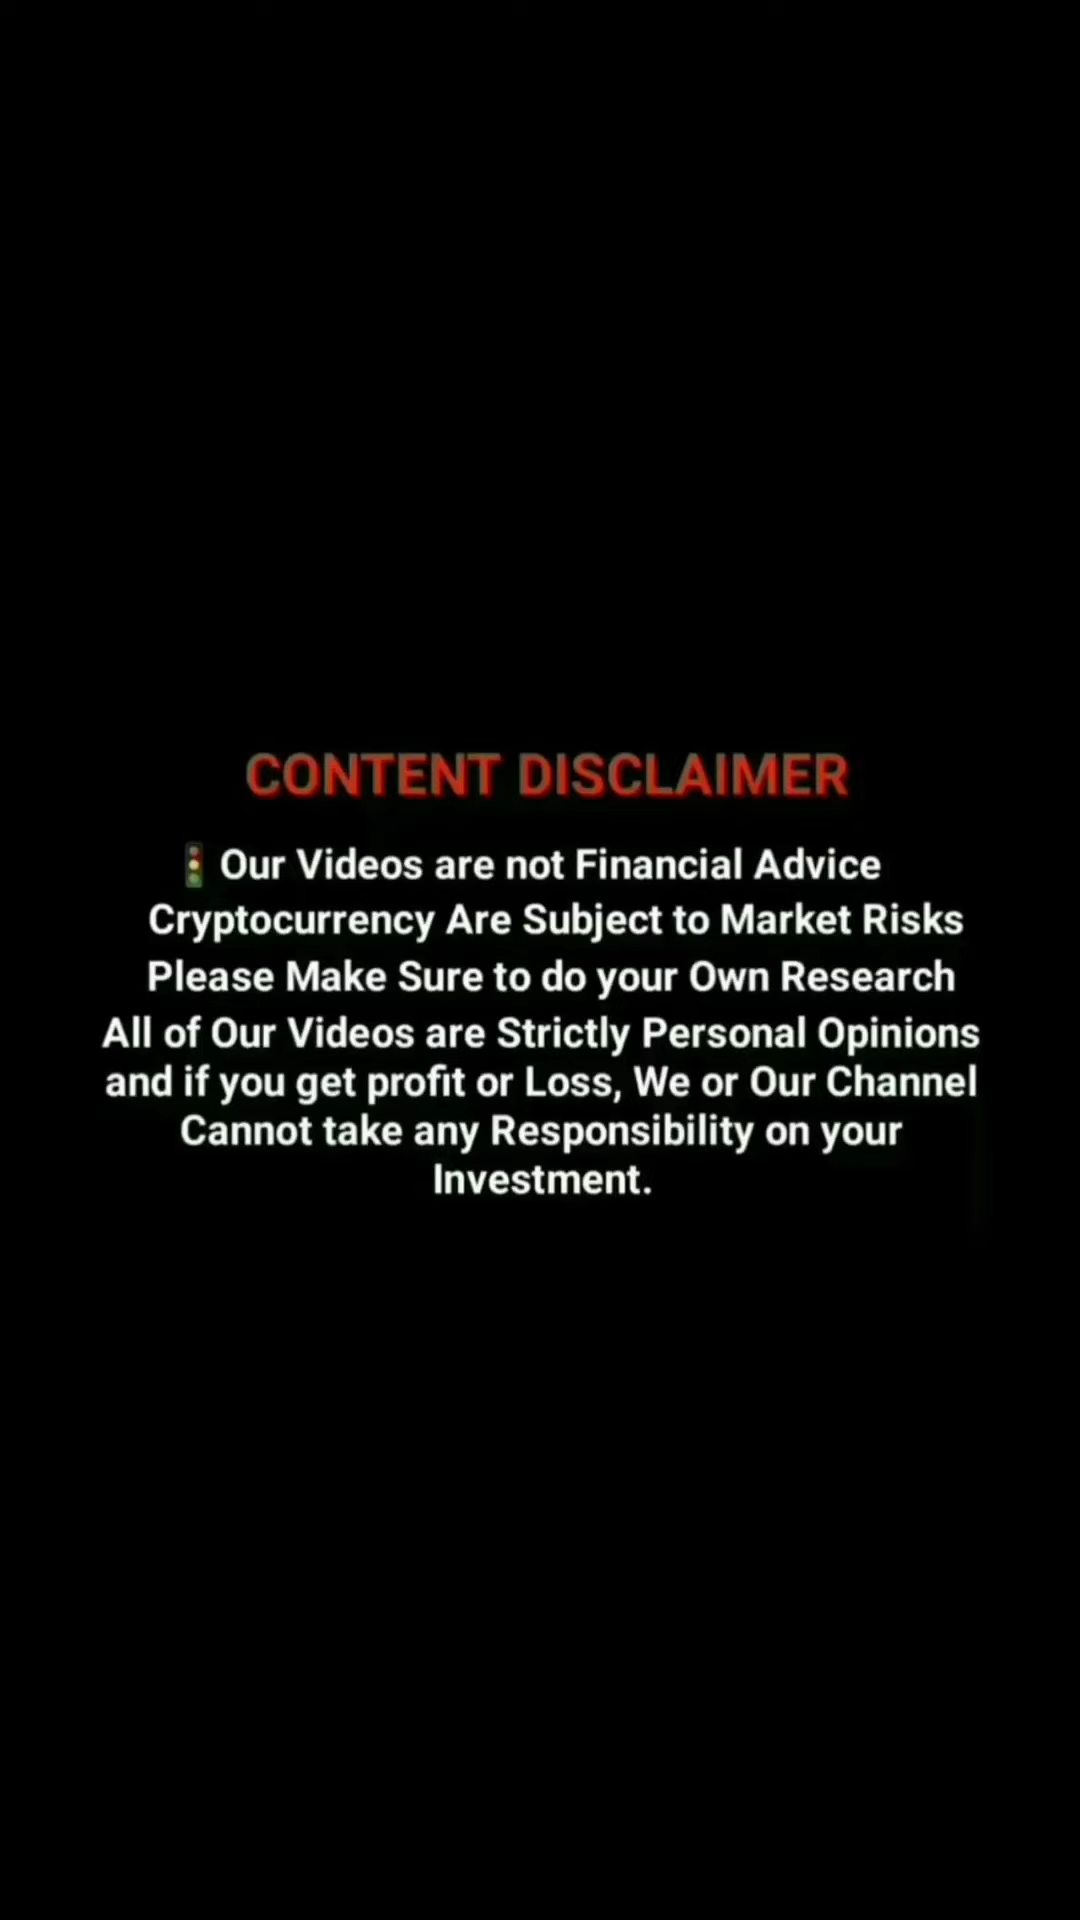 CONTENT DISCLAIMER
🚦 Our Videos are not Financial Advice
Cryptocurrency Are Subject to Market Risks
Please Make Sure to do your Own Research
All of Our Videos are Strictly Personal Opinions
and if you get profit or Loss, We or Our Channel
Cannot take any Responsibility on your
Investment.